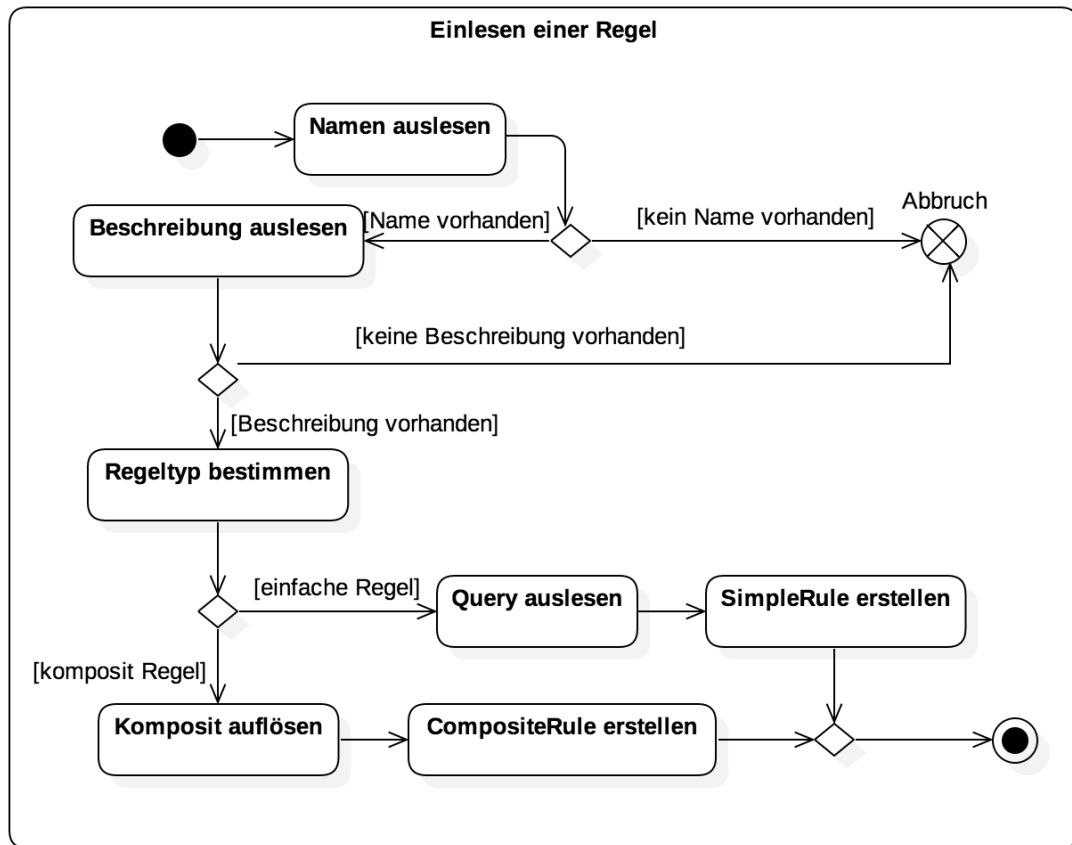 Einlesen einer Regel
Namen auslesen
Abbruch
Beschreibung auslesen
[Name vorhanden]
[kein Name vorhanden]
[keine Beschreibung vorhanden]
[Beschreibung vorhanden]
Regeltyp bestimmen
[einfache Regel]
Query auslesen
SimpleRule erstellen
[komposit Regel]
Komposit auflösen
CompositeRule erstellen